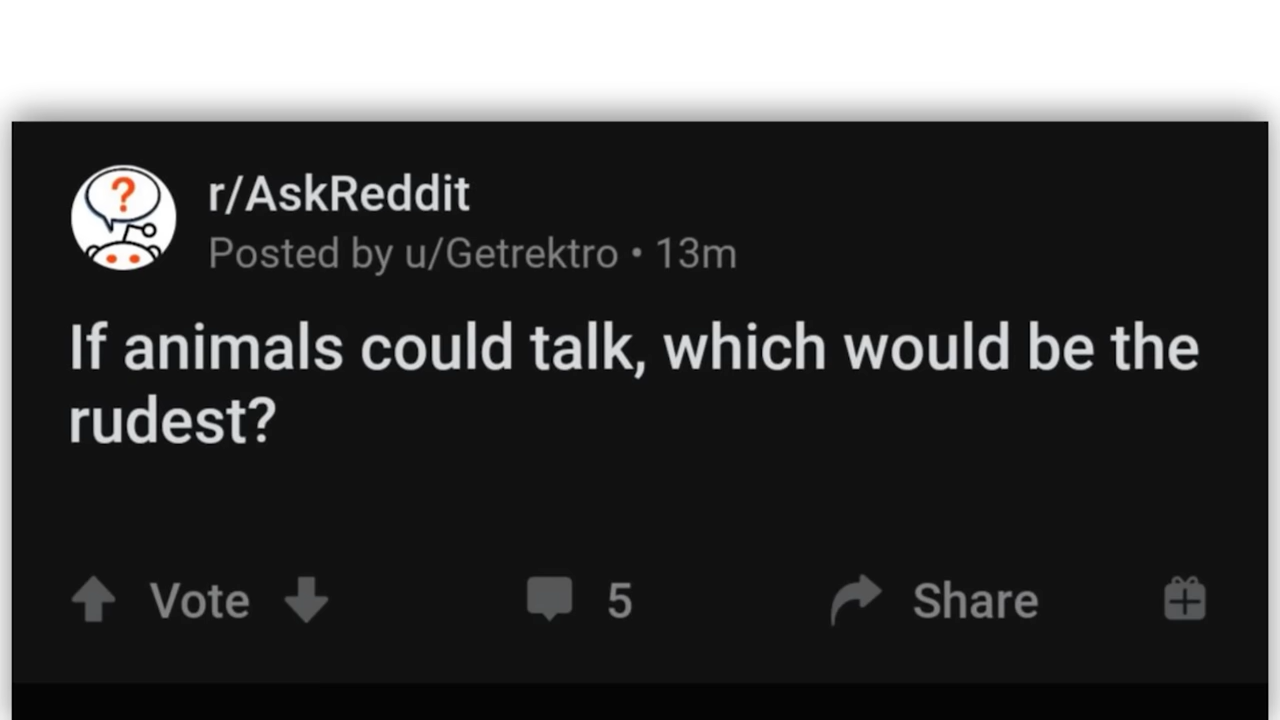 ?
r/AskReddit
Posted by u/Getrektro • 13m
If animals could talk, which would be the
rudest?
Vote 5 Share